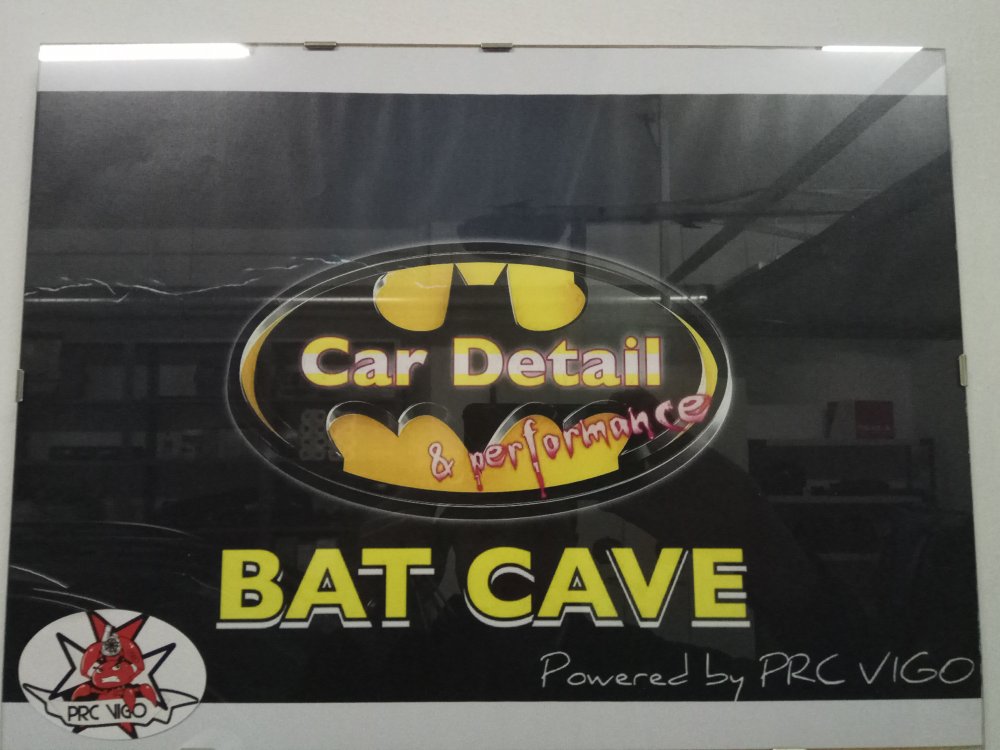 Car Detail
& performance
BAT CAVE
Powered by PRC VIGO
PRC VIGO